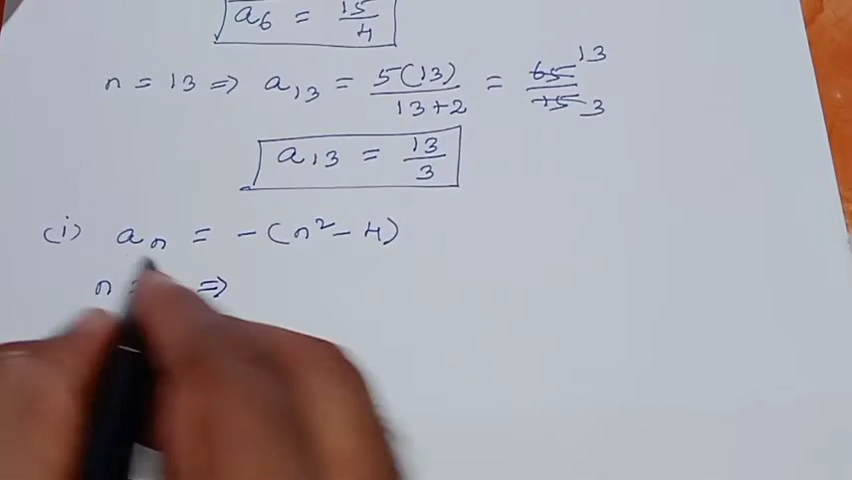 a₆ = 15/4
n = 13 ⇒ a₁₃ = 5(13)/13+2 = 65/15 13/3
a₁₃ = 13/3
(i) aₙ = -(n² - 4)
n = ⇒